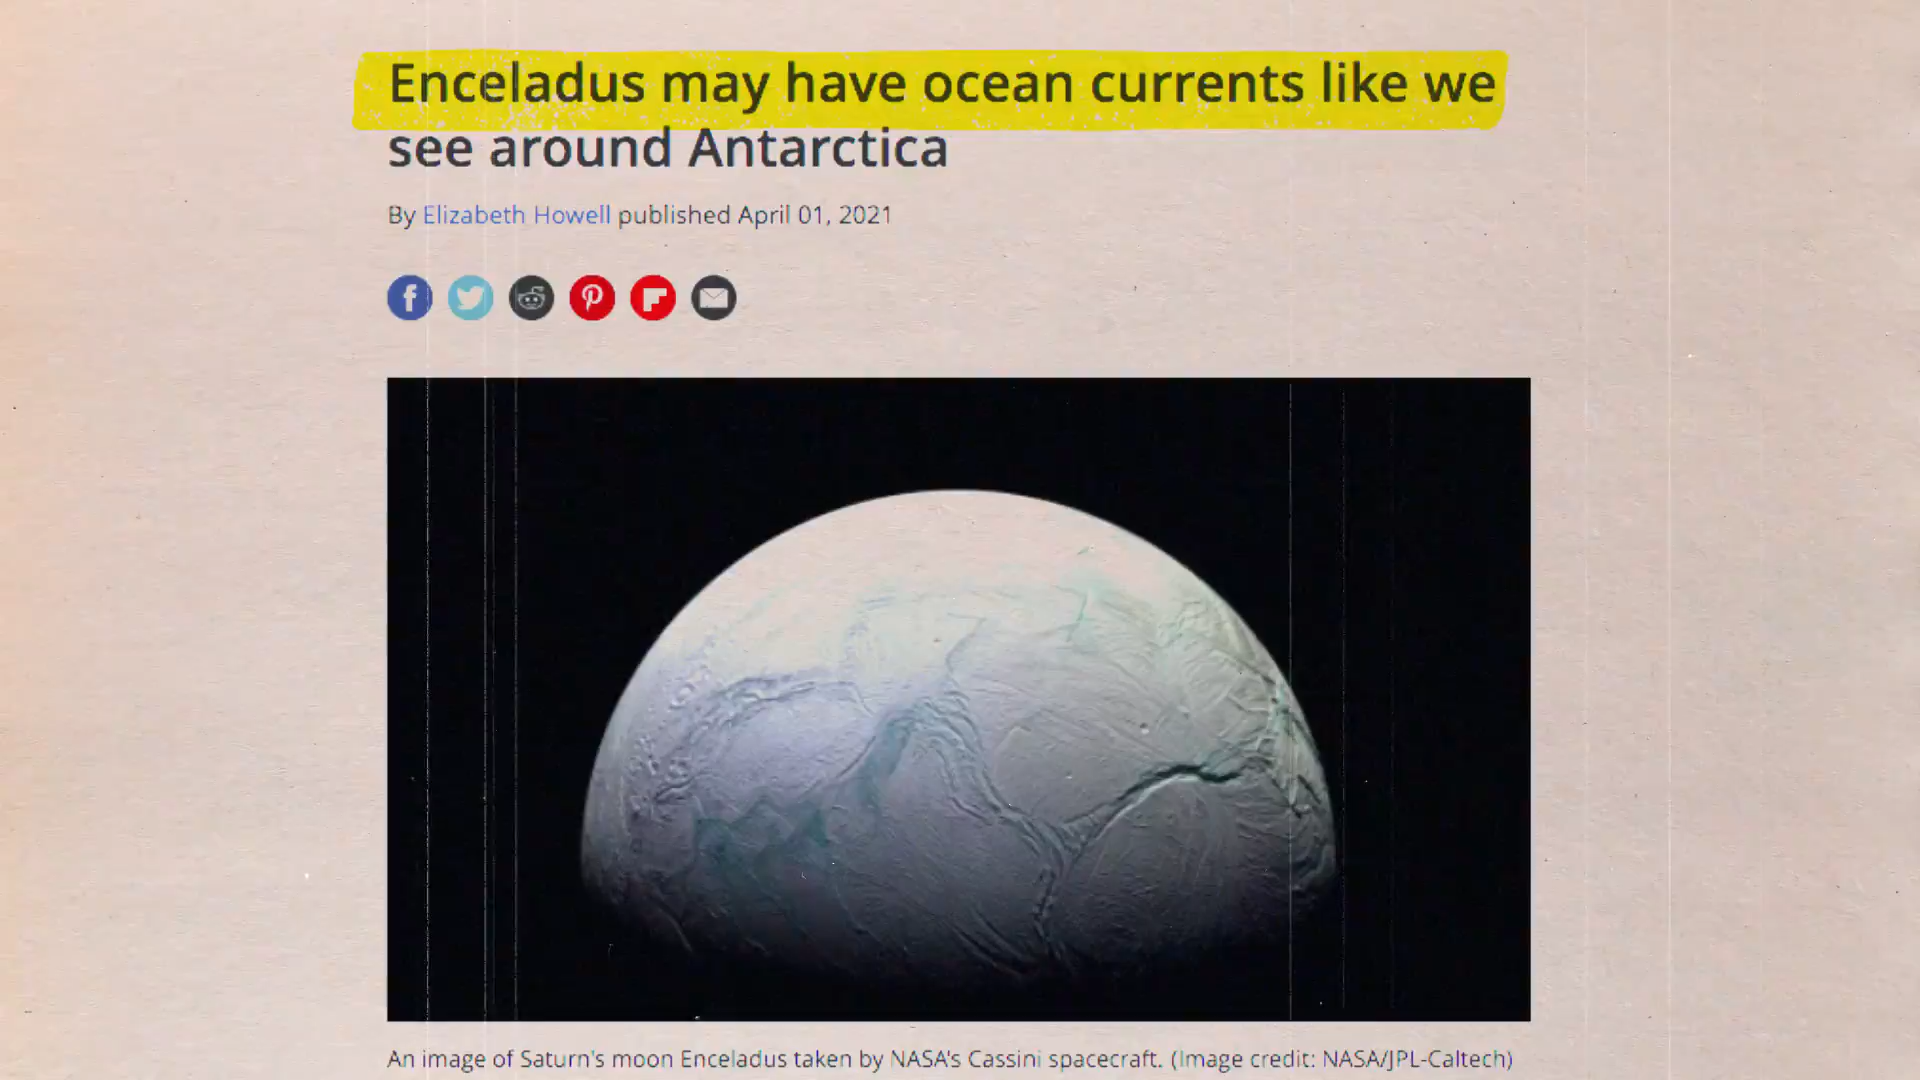 Enceladus may have ocean currents like we
see around Antarctica
By Elizabeth Howell published April 01, 2021
An image of Saturn's moon Enceladus taken by NASA's Cassini spacecraft. (Image credit: NASA/JPL-Caltech)